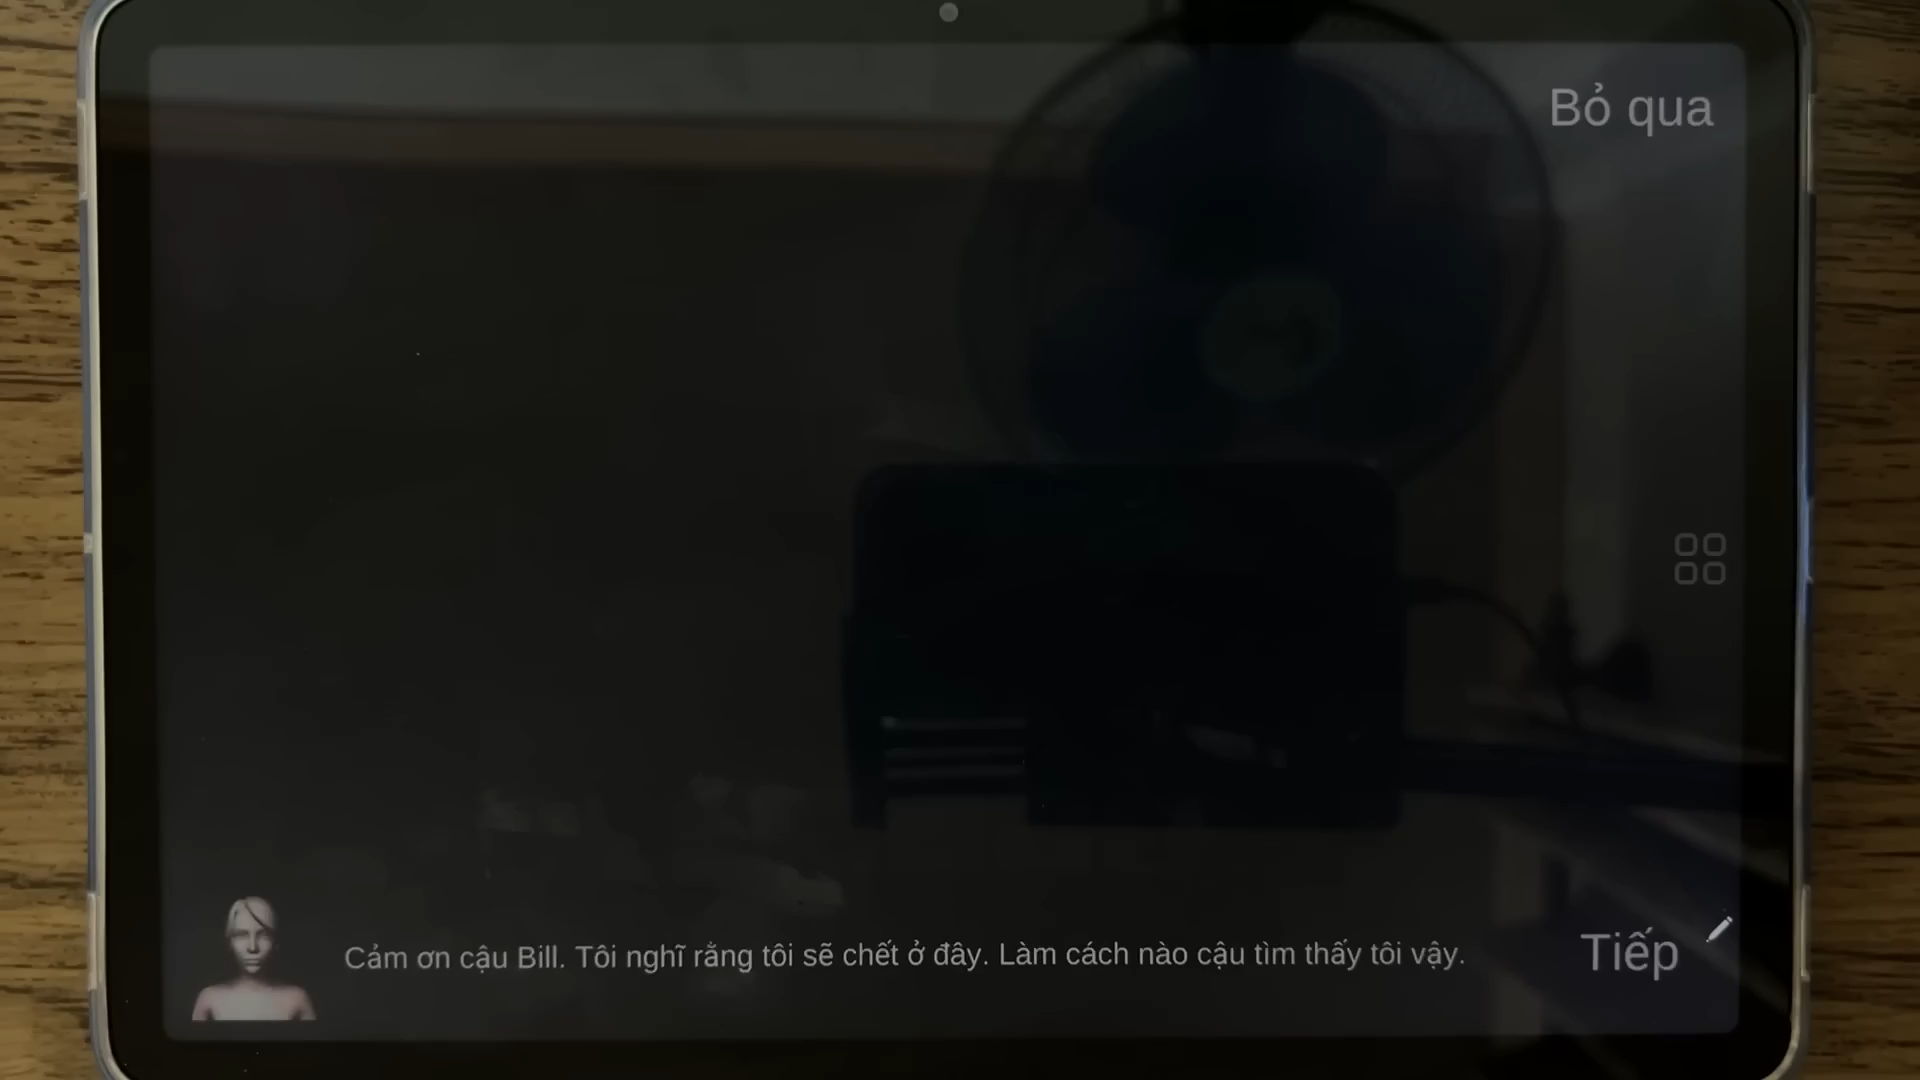 Bỏ qua
Cảm ơn cậu Bill. Tôi nghĩ rằng tôi sẽ chết ở đây. Làm cách nào cậu tìm thấy tôi vậy.
Tiếp